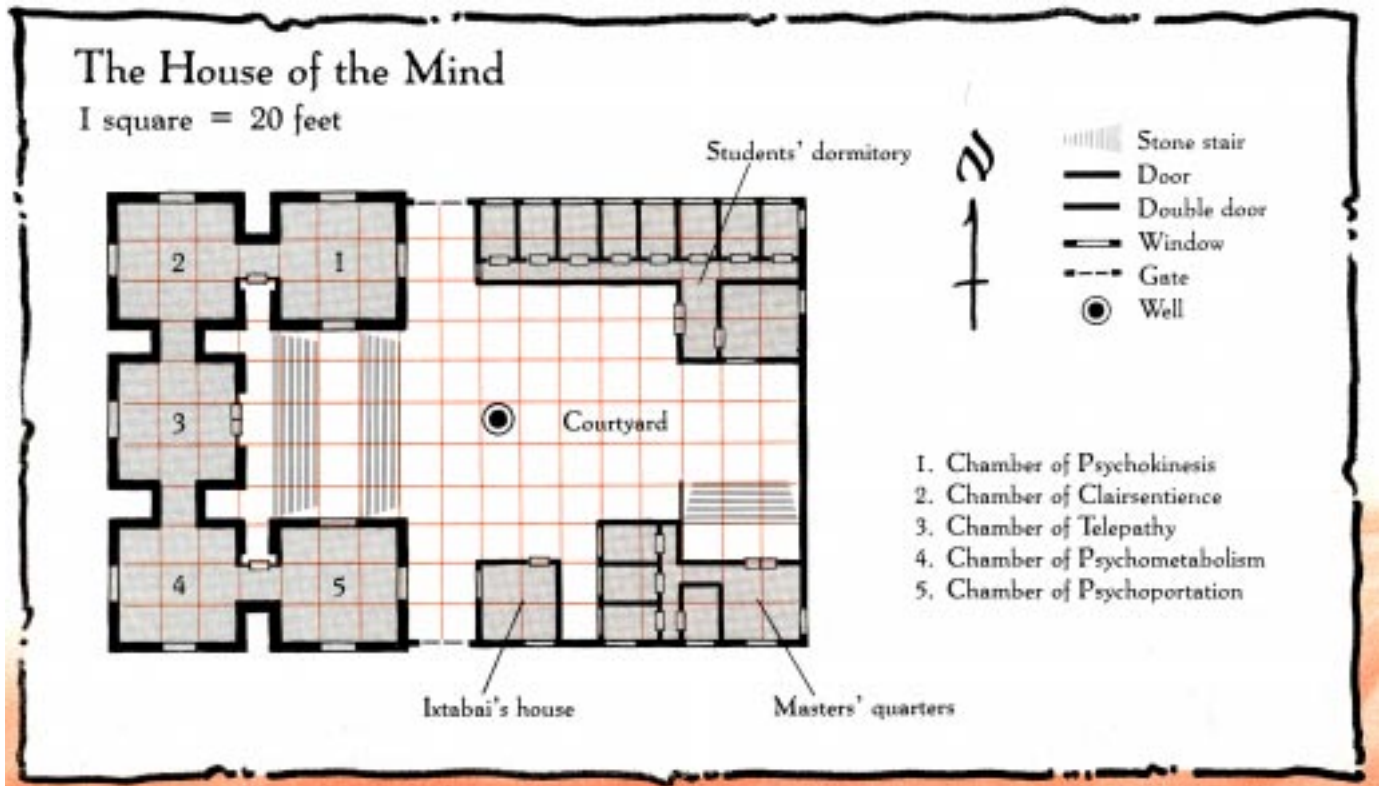 The House of the Mind
1 square = 20 feet
Students' dormitory
N
Stone stair
Door
Double door
Window
Gate
Well
2
1
3
Courtyard
4
5
1. Chamber of Psychokinesis
2. Chamber of Clairsentience
3. Chamber of Telepathy
4. Chamber of Psychometabolism
5. Chamber of Psychoportation
Ixtabai's house
Masters' quarters